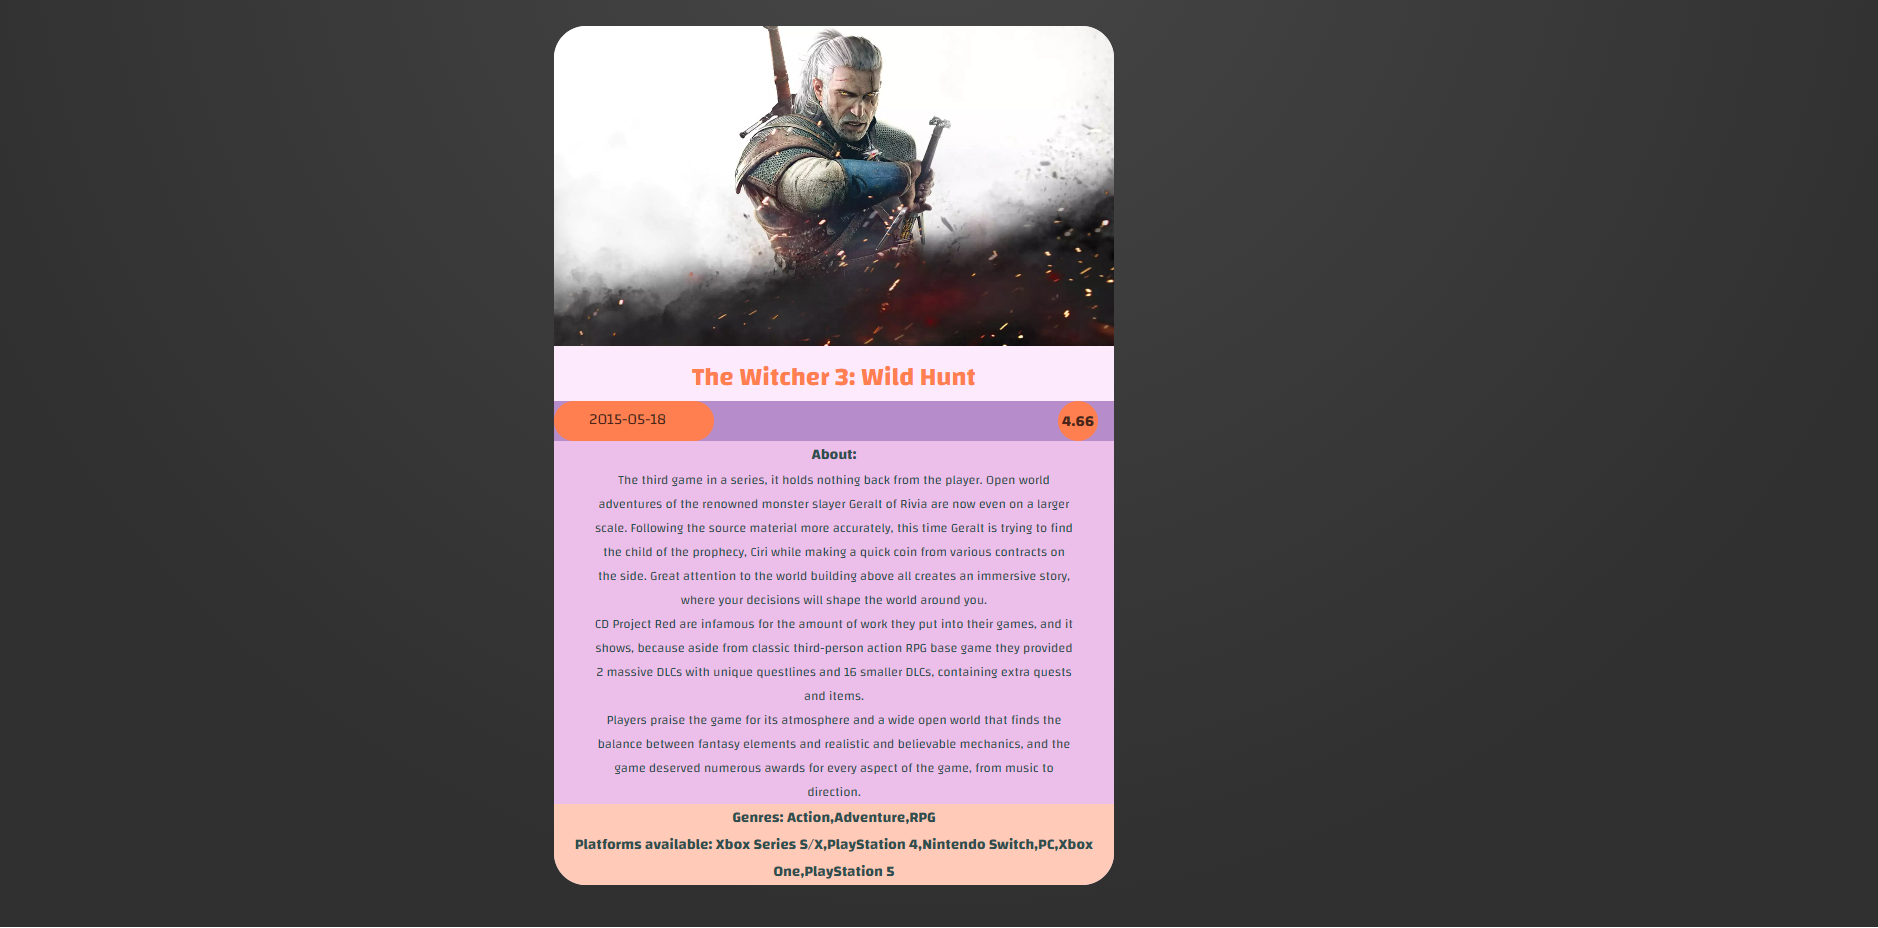 The Witcher 3: Wild Hunt
2015-05-18
4.66
About:
The third game in a series, it holds nothing back from the player. Open world
adventures of the renowned monster slayer Geralt of Rivia are now even on a larger
scale. Following the source material more accurately, this time Geralt is trying to find
the child of the prophecy, Ciri while making a quick coin from various contracts on
the side. Great attention to the world building above all creates an immersive story,
where your decisions will shape the world around you.
CD Project Red are infamous for the amount of work they put into their games, and it
shows, because aside from classic third-person action RPG base game they provided
2 massive DLCs with unique questlines and 16 smaller DLCs, containing extra quests
and items.
Players praise the game for its atmosphere and a wide open world that finds the
balance between fantasy elements and realistic and believable mechanics, and the
game deserved numerous awards for every aspect of the game, from music to
direction.
Genres: Action,Adventure,RPG
Platforms available: Xbox Series S/X,PlayStation 4,Nintendo Switch,PC,Xbox
One,PlayStation 5